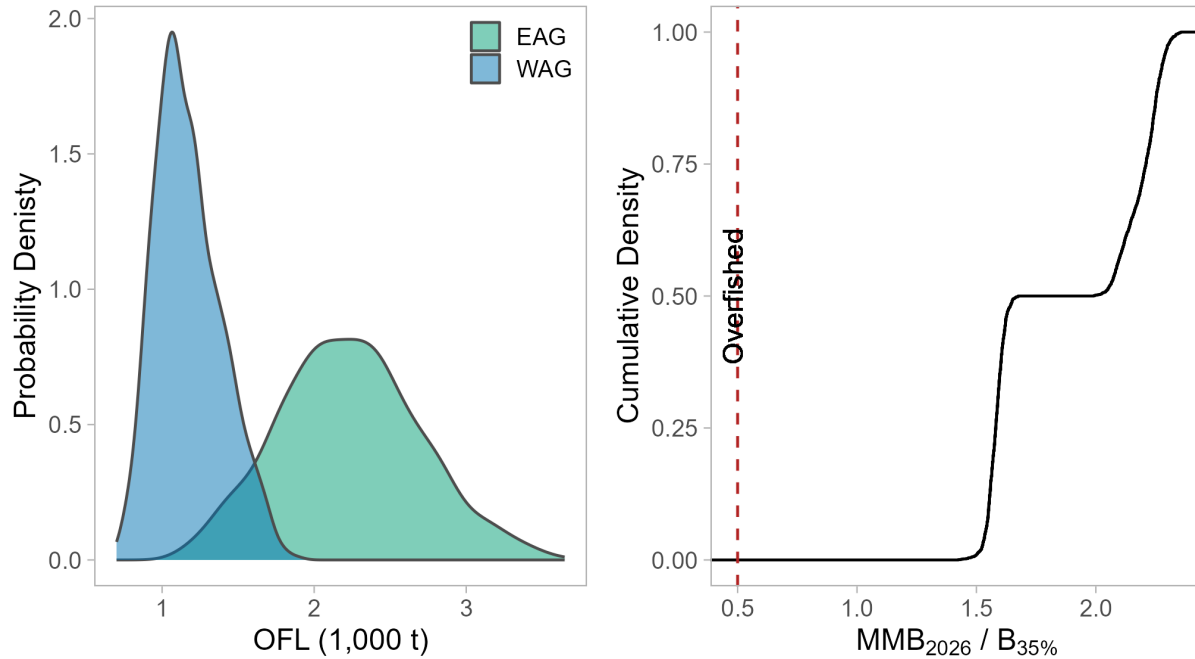 2.0
1.5
1.0
0.5
0.0
Probability Denisty
1
2
3
OFL (1,000 t)
EAG
WAG
1.00
0.75
0.50
0.25
0.00
Cumulative Density
Overfished
0.5
1.0
1.5
2.0
MMB2026 / B35%